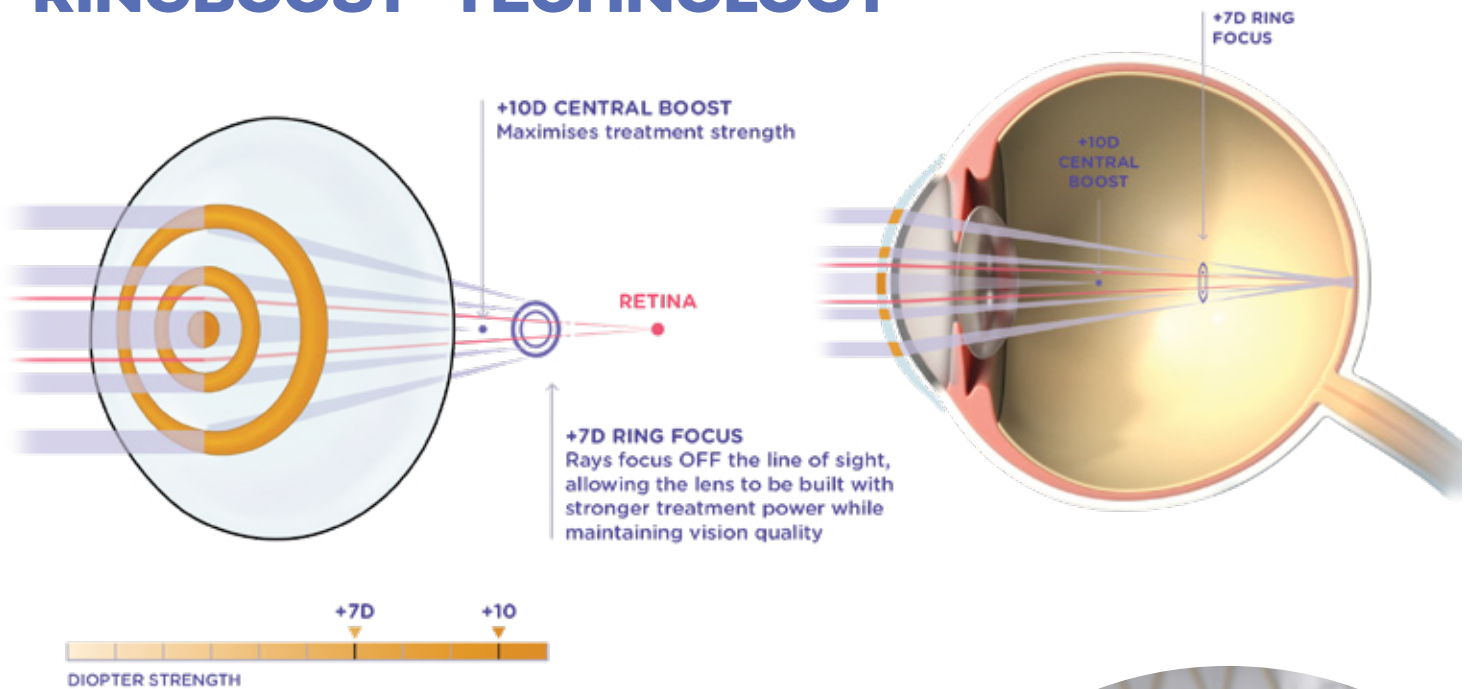 RINGBOOST TECHNOLOGY
+10D CENTRAL BOOST
Maximises treatment strength
RETINA
+7D RING FOCUS
Rays focus OFF the line of sight,
allowing the lens to be built with
stronger treatment power while
maintaining vision quality
+7D RING
FOCUS
+10D
CENTRAL
BOOST
+7D
+10
DIOPTER STRENGTH